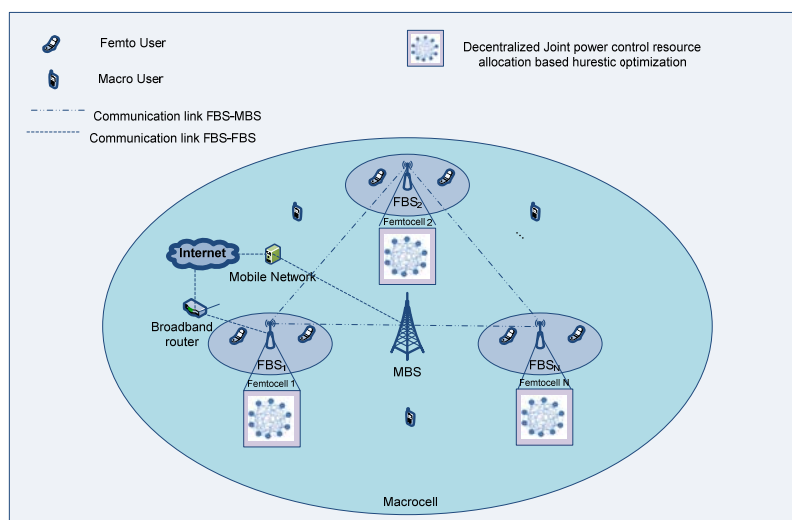 Femto User
Macro User
Communication link FBS-MBS
Communication link FBS-FBS
Decentralized Joint power control resource
allocation based hurestic optimization
FBS2
Femtocell 2
...
Internet
Mobile Network
Broadband
router
FBS1
Femtocell 1
MBS
FBSN
Femtocell N
Macrocell